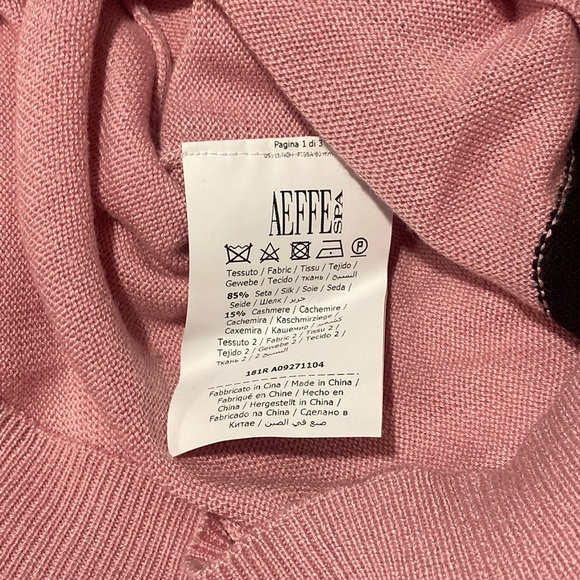 Pagina 1 di 3
AEFFE SPA
Tessuto / Fabric / Tissu / Tejido /
Gewebe / Tecido / ткань / النسيج /
85% Seta / Silk / Soie / Seda /
Seide / Шелк / حرير
15% Cashmere / Cachemire /
Cachemira / Kaschmirziege /
Caxemira / Кашемир / كشمير
Tessuto 2 / Fabric 2 / Tissu 2 /
Tejido 2 / Gewebe 2 / Tecido 2 /
ткань 2 / النسيج 2
181R A09271104
Fabbricato in Cina / Made in China /
Fabriqué en Chine / Hecho en
China / Hergestellt in China /
Fabricado na China / Сделано в
Китае / صنع في الصين